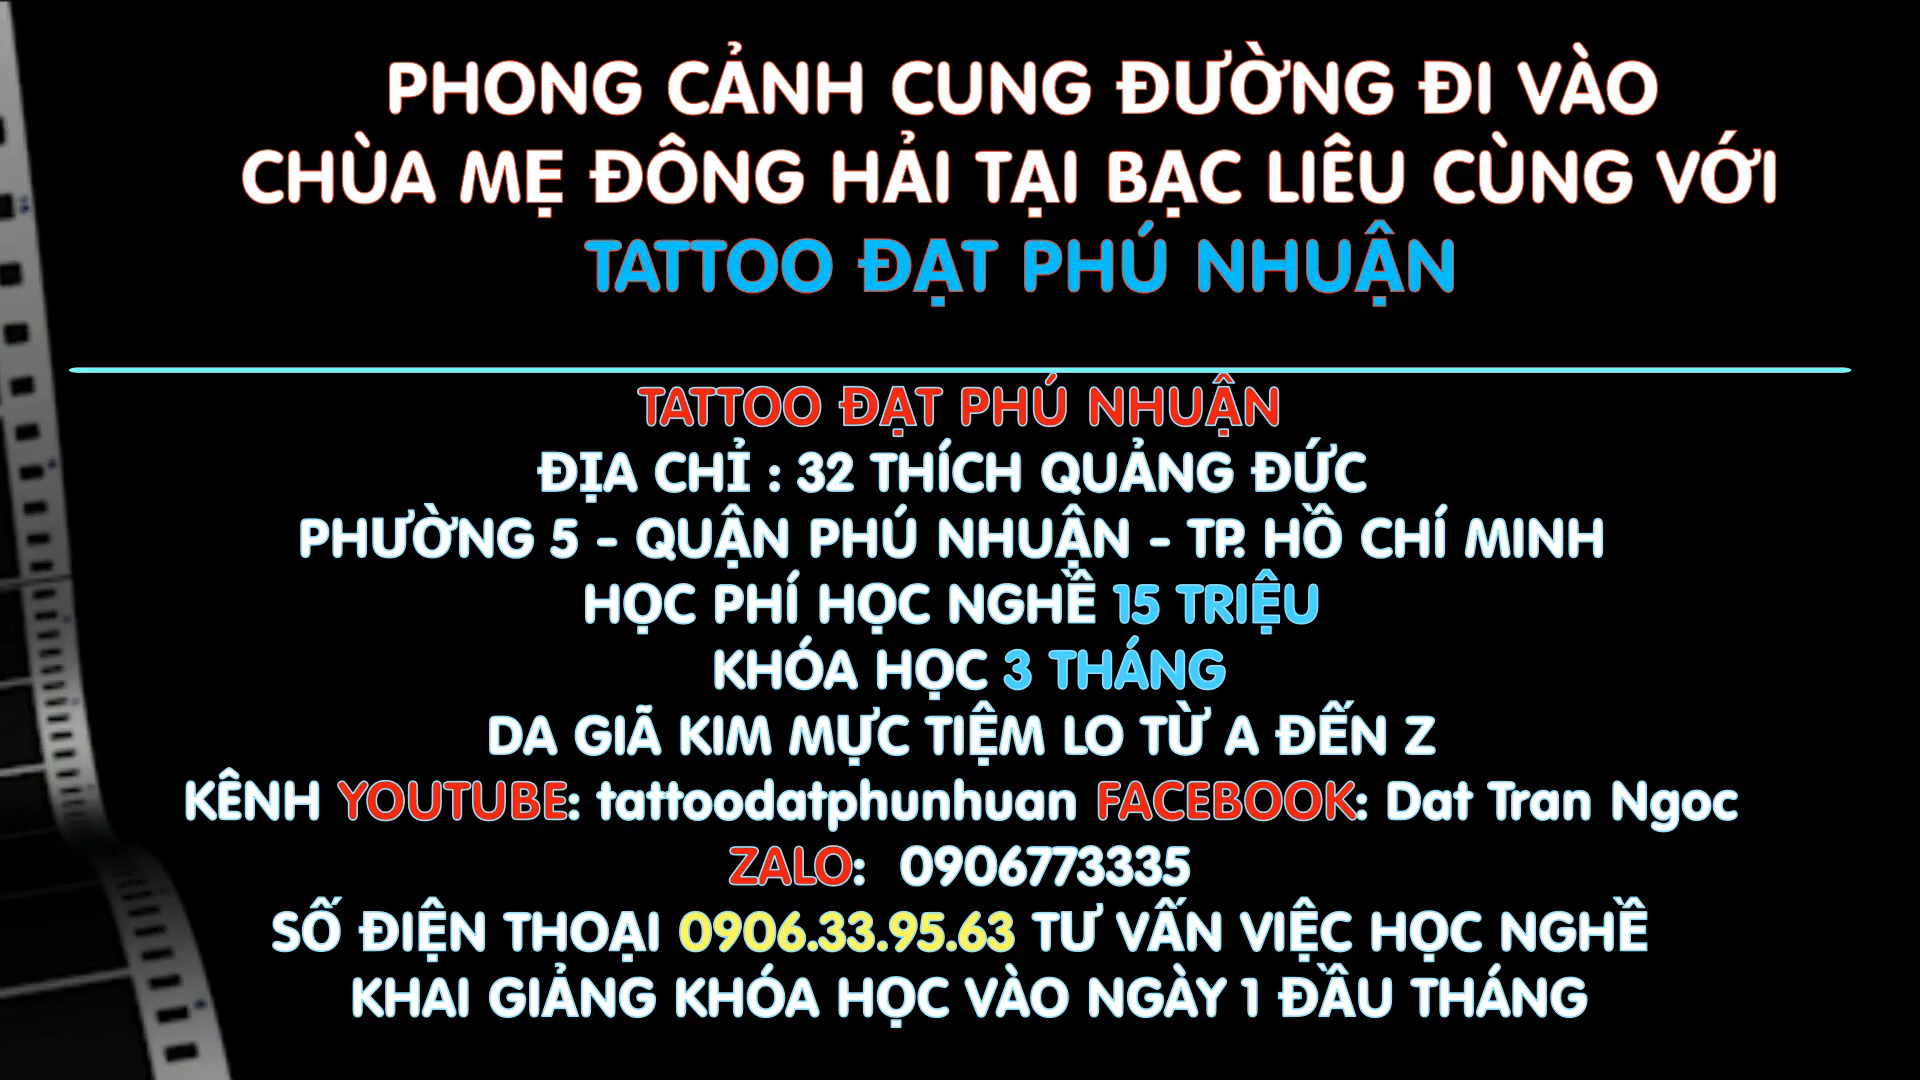 PHONG CẢNH CUNG ĐƯỜNG ĐI VÀO
CHÙA MẸ ĐÔNG HẢI TẠI BẠC LIÊU CÙNG VỚI
TATTOO ĐẠT PHÚ NHUẬN
TATTOO ĐẠT PHÚ NHUẬN
ĐỊA CHỈ : 32 THÍCH QUẢNG ĐỨC
PHƯỜNG 5 - QUẬN PHÚ NHUẬN - TP. HỒ CHÍ MINH
HỌC PHÍ HỌC NGHỀ 15 TRIỆU
KHÓA HỌC 3 THÁNG
DA GIÃ KIM MỰC TIỆM LO TỪ A ĐẾN Z
KÊNH YOUTUBE: tattoodatphunhuan FACEBOOK: Dat Tran Ngoc
ZALO: 0906773335
SỐ ĐIỆN THOẠI 0906.33.95.63 TƯ VẤN VIỆC HỌC NGHỀ
KHAI GIẢNG KHÓA HỌC VÀO NGÀY 1 ĐẦU THÁNG